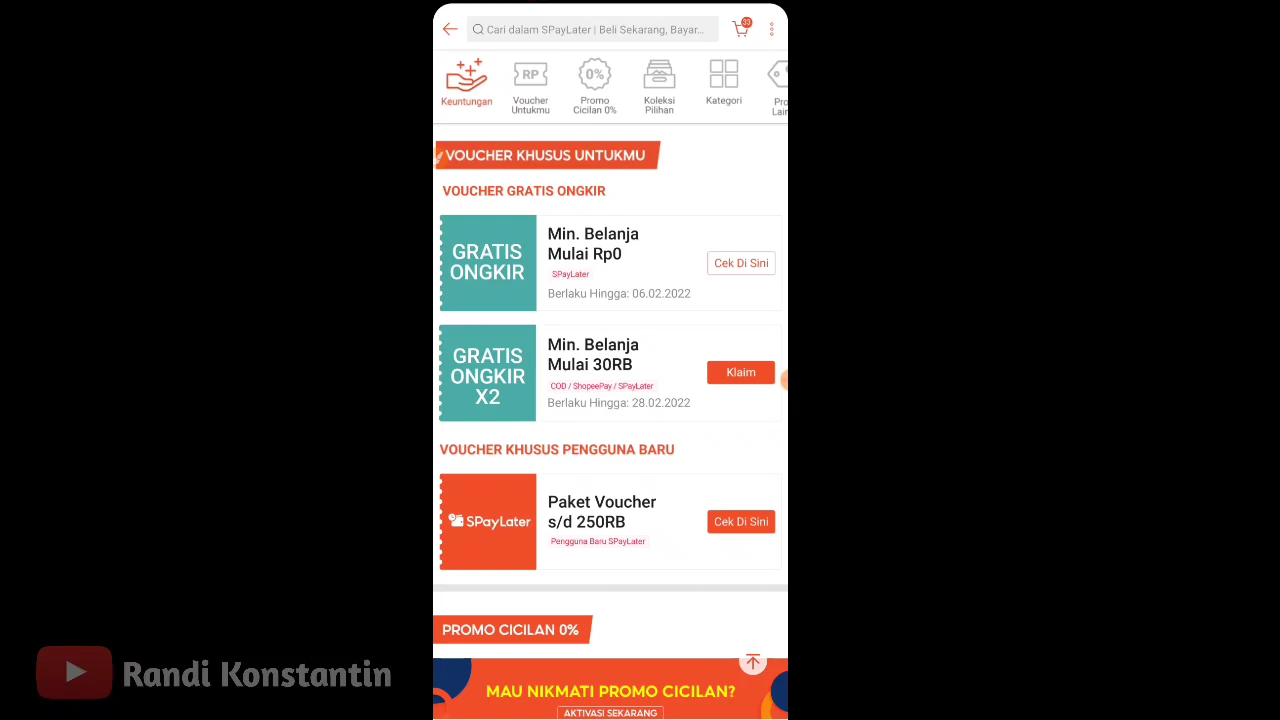 Cari dalam SPayLater | Beli Sekarang, Bayar...
33
Keuntungan
RP
Voucher
Untukmu
0%
Promo
Cicilan 0%
Koleksi
Pilihan
Kategori
Pro
Lain
VOUCHER KHUSUS UNTUKMU
VOUCHER GRATIS ONGKIR
GRATIS
ONGKIR
Min. Belanja
Mulai Rp0
SPayLater
Berlaku Hingga: 06.02.2022
Cek Di Sini
GRATIS
ONGKIR
X2
Min. Belanja
Mulai 30RB
COD / ShopeePay / SPayLater
Berlaku Hingga: 28.02.2022
Klaim
VOUCHER KHUSUS PENGGUNA BARU
SPayLater
Paket Voucher
s/d 250RB
Pengguna Baru SPayLater
Cek Di Sini
PROMO CICILAN 0%
MAU NIKMATI PROMO CICILAN?
AKTIVASI SEKARANG
Randi Konstantin